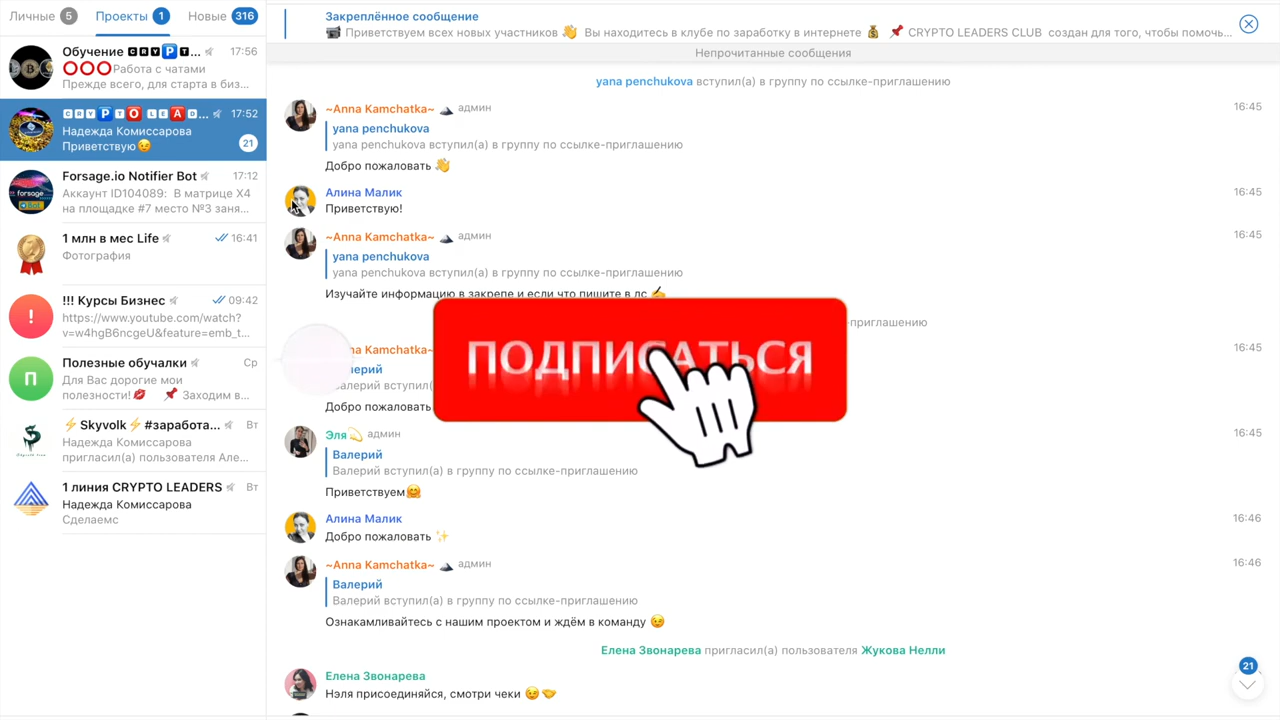 Личные 5 Проекты 1 Новые 316
Обучение 🅲🆁🆈🅿🆃... 17:56
⭕⭕⭕Работа с чатами
Прежде всего, для старта в биз...
🅲🆁🆈🅿🆃🅾 🅻🅴🅰🅳... 17:52
Надежда Комиссарова
Приветствую😉 21
Forsage.io Notifier Bot 17:12
Аккаунт ID104089: В матрице X4
на площадке #7 место №3 заня...
forsage
BUSD
1 млн в мес Life 16:41
Фотография
!
!!! Курсы Бизнес 09:42
https://www.youtube.com/watch?
v=w4hgB6ncgeU&feature=emb_t...
П
Полезные обучалки Ср
Для Вас дорогие мои
полезности!💋 📌 Заходим в...
⚡Skyvolk⚡#заработа... Вт
Надежда Комиссарова
пригласил(а) пользователя Але...
1 линия CRYPTO LEADERS Вт
Надежда Комиссарова
Сделаемс
Закреплённое сообщение
📹 Приветствуем всех новых участников 👋 Вы находитесь в клубе по заработку в интернете 💰 📌 CRYPTO LEADERS CLUB создан для того, чтобы помочь...
Непрочитанные сообщения
yana penchukova вступил(а) в группу по ссылке-приглашению
~Anna Kamchatka~ 🗻 админ 16:45
yana penchukova
yana penchukova вступил(а) в группу по ссылке-приглашению
Добро пожаловать 👋
Алина Малик 16:45
Приветствую!
~Anna Kamchatka~ 🗻 админ 16:45
yana penchukova
yana penchukova вступил(а) в группу по ссылке-приглашению
Изучайте информацию в закрепе и если что пишите в лс ✍
-приглашению
ПОДПИСАТЬСЯ
~Anna Kamchatka~ 16:45
Валерий
Валерий вступил
Добро пожаловать
Эля💫 админ 16:45
Валерий
Валерий вступил(а) в группу по ссылке-приглашению
Приветствуем🤗
Алина Малик 16:46
Добро пожаловать ✨
~Anna Kamchatka~ 🗻 админ 16:46
Валерий
Валерий вступил(а) в группу по ссылке-приглашению
Ознакамливайтесь с нашим проектом и ждём в команду 😉
Елена Звонарева пригласил(а) пользователя Жукова Нелли
Елена Звонарева
Нэля присоединяйся, смотри чеки 😉🤝
21